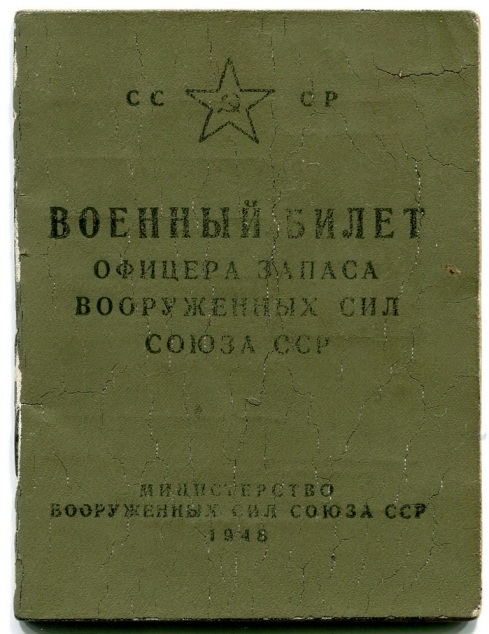 СС СР
ВОЕННЫЙ БИЛЕТ
ОФИЦЕРА ЗАПАСА
ВООРУЖЕННЫХ СИЛ
СОЮЗА ССР
МИНИСТЕРСТВО
ВООРУЖЕННЫХ СИЛ СОЮЗА ССР
1948